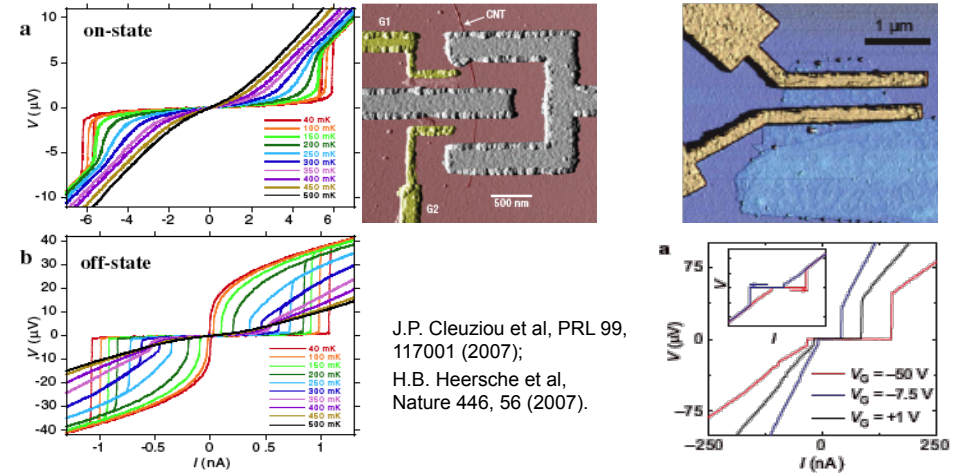 a on-state
V (µV)
10
5
0
-5
-10
40 mK
100 mK
150 mK
200 mK
250 mK
300 mK
350 mK
400 mK
450 mK
500 mK
-6 -4 -2 0 2 4 6
G1
CNT
G2
500 nm
1 µm
b off-state
V (µV)
40
30
20
10
0
-10
-20
-30
-40
40 mK
100 mK
150 mK
200 mK
250 mK
300 mK
350 mK
400 mK
450 mK
500 mK
-1 -0.5 0 0.5 1
I (nA)
J.P. Cleuziou et al, PRL 99,
117001 (2007);
H.B. Heersche et al,
Nature 446, 56 (2007).
a
V (µV)
75
0
-75
V
I
VG = –50 V
VG = –7.5 V
VG = +1 V
-250 0 250
I (nA)